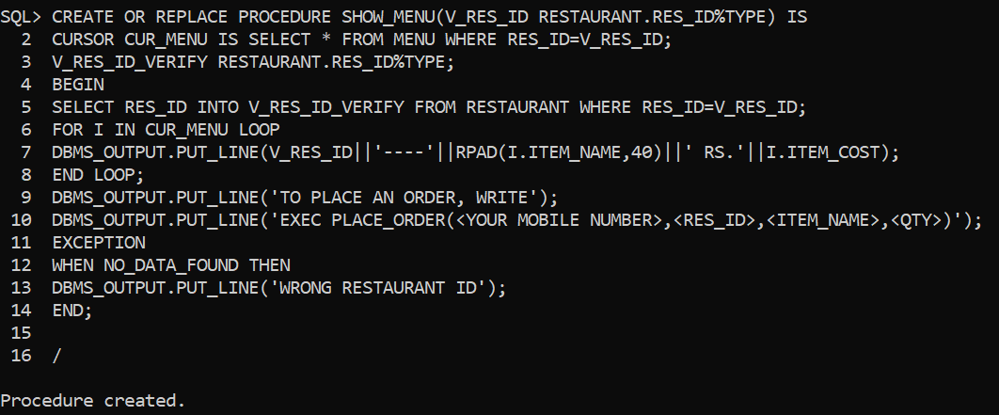 SQL> CREATE OR REPLACE PROCEDURE SHOW_MENU(V_RES_ID RESTAURANT.RES_ID%TYPE) IS
  2  CURSOR CUR_MENU IS SELECT * FROM MENU WHERE RES_ID=V_RES_ID;
  3  V_RES_ID_VERIFY RESTAURANT.RES_ID%TYPE;
  4  BEGIN
  5  SELECT RES_ID INTO V_RES_ID_VERIFY FROM RESTAURANT WHERE RES_ID=V_RES_ID;
  6  FOR I IN CUR_MENU LOOP
  7  DBMS_OUTPUT.PUT_LINE(V_RES_ID||'----'||RPAD(I.ITEM_NAME,40)||' RS.'||I.ITEM_COST);
  8  END LOOP;
  9  DBMS_OUTPUT.PUT_LINE('TO PLACE AN ORDER, WRITE');
 10  DBMS_OUTPUT.PUT_LINE('EXEC PLACE_ORDER(<YOUR MOBILE NUMBER>,<RES_ID>,<ITEM_NAME>,<QTY>)');
 11  EXCEPTION
 12  WHEN NO_DATA_FOUND THEN
 13  DBMS_OUTPUT.PUT_LINE('WRONG RESTAURANT ID');
 14  END;
 15
 16  /
Procedure created.